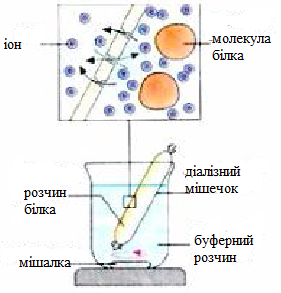 іон
молекула
білка
діалізний
мішечок
розчин
білка
буферний
розчин
мішалка